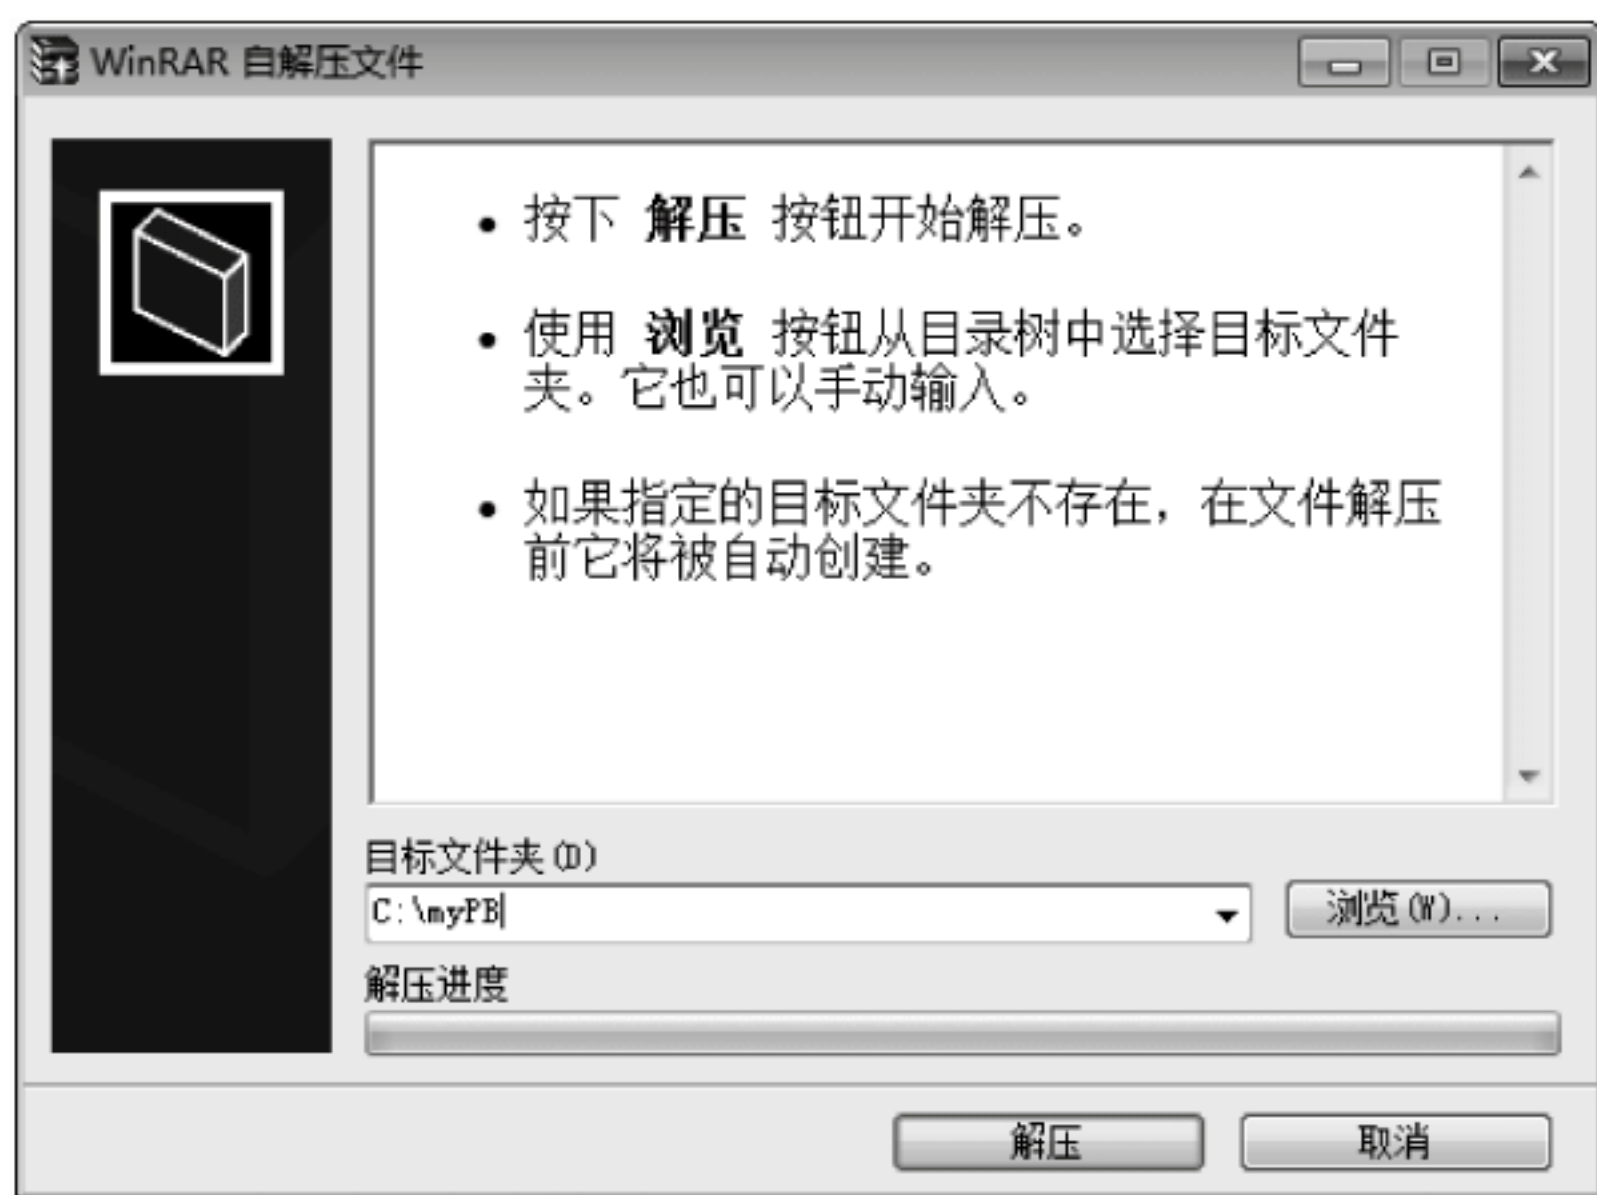 WinRAR 自解压文件
• 按下 解压 按钮开始解压。
• 使用 浏览 按钮从目录树中选择目标文件
夹。它也可以手动输入。
• 如果指定的目标文件夹不存在，在文件解压
前它将被自动创建。
目标文件夹(D)
C:\myPB
浏览(W)...
解压进度
解压
取消